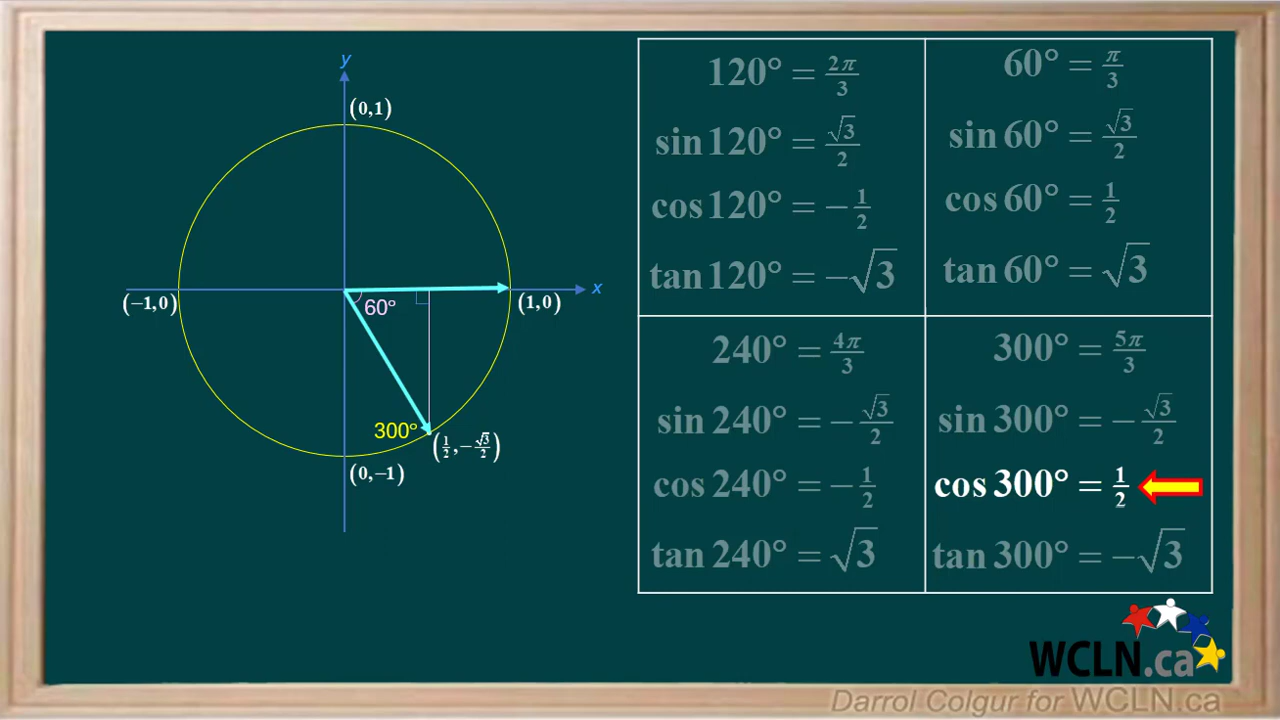 y
(0,1)
x
(−1,0)
60°
(1,0)
300°
(1/2, −√3/2)
(0,−1)
120° = 2π/3
sin 120° = √3/2
cos 120° = −1/2
tan 120° = −√3
60° = π/3
sin 60° = √3/2
cos 60° = 1/2
tan 60° = √3
240° = 4π/3
sin 240° = −√3/2
cos 240° = −1/2
tan 240° = √3
300° = 5π/3
sin 300° = −√3/2
cos 300° = 1/2
tan 300° = −√3
WCLN.ca
Darrol Colgur for WCLN.ca